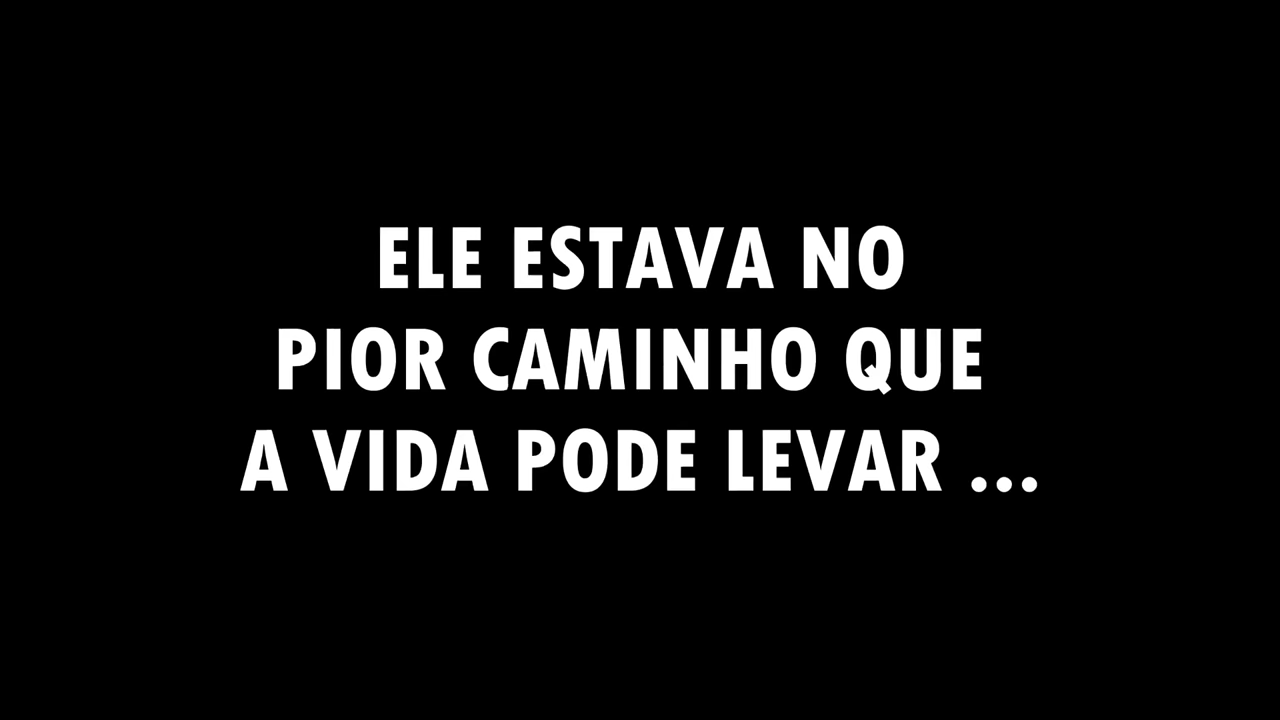 ELE ESTAVA NO
PIOR CAMINHO QUE
A VIDA PODE LEVAR ...